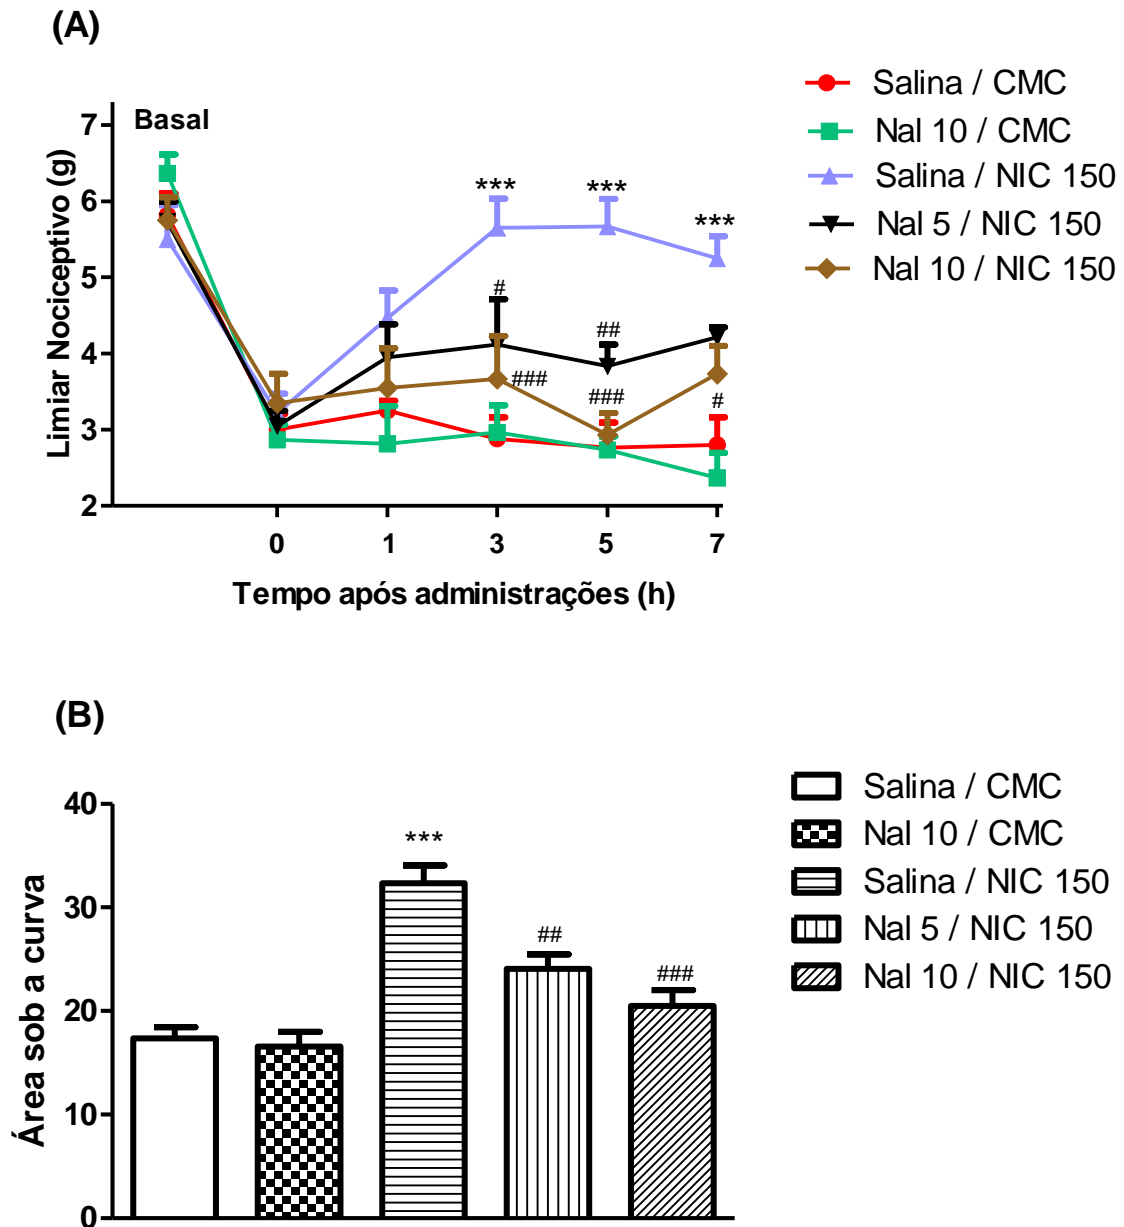 (A)
Salina / CMC
Nal 10 / CMC
Salina / NIC 150
Nal 5 / NIC 150
Nal 10 / NIC 150
Basal
Limiar Nociceptivo (g)
7
6
5
4
3
2
***
***
***
#
##
###
###
#
0 1 3 5 7
Tempo após administrações (h)
(B)
Salina / CMC
Nal 10 / CMC
Salina / NIC 150
Nal 5 / NIC 150
Nal 10 / NIC 150
Área sob a curva
40
30
20
10
0
***
##
###